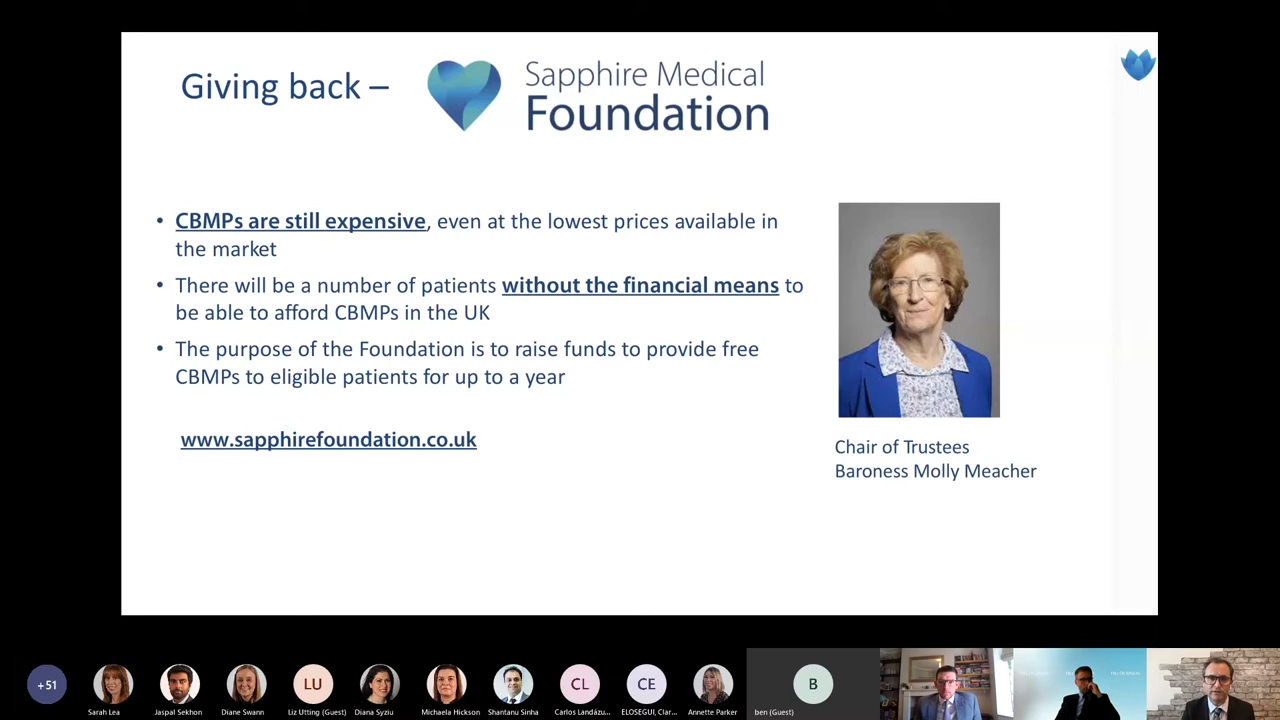 Giving back –
Sapphire Medical
Foundation
• CBMPs are still expensive, even at the lowest prices available in
the market
• There will be a number of patients without the financial means to
be able to afford CBMPs in the UK
• The purpose of the Foundation is to raise funds to provide free
CBMPs to eligible patients for up to a year
www.sapphirefoundation.co.uk
Chair of Trustees
Baroness Molly Meacher
+51
LU
CL
CE
B
Sarah Lea
Jaspal Sekhon
Diane Swann
Liz Utting (Guest)
Diana Syziu
Michaela Hickson
Shantanu Sinha
Carlos Landázu...
ELOSEGUI, Clar...
Annette Parker
ben (Guest)